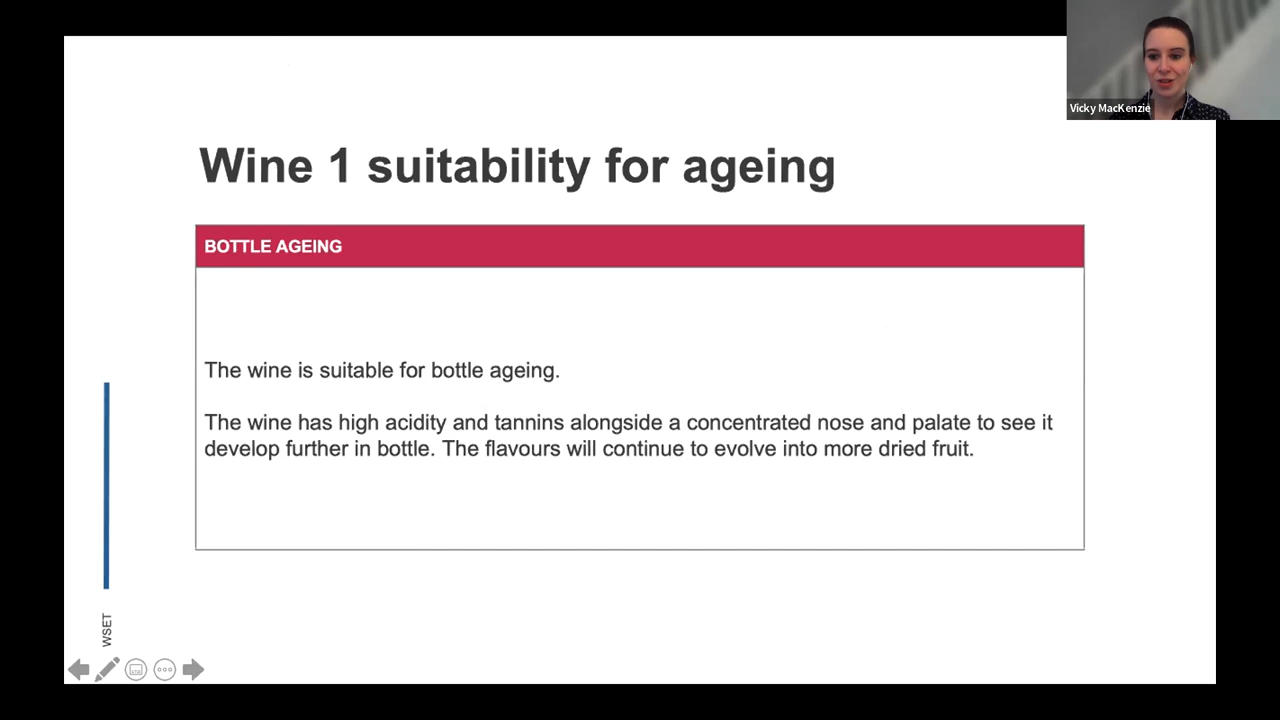 Vicky MacKenzie
Wine 1 suitability for ageing
BOTTLE AGEING
The wine is suitable for bottle ageing.
The wine has high acidity and tannins alongside a concentrated nose and palate to see it
develop further in bottle. The flavours will continue to evolve into more dried fruit.
WSET